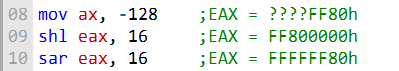 08 mov ax, -128    ;EAX = ????FF80h
09 shl eax, 16     ;EAX = FF800000h
10 sar eax, 16     ;EAX = FFFFFF80h